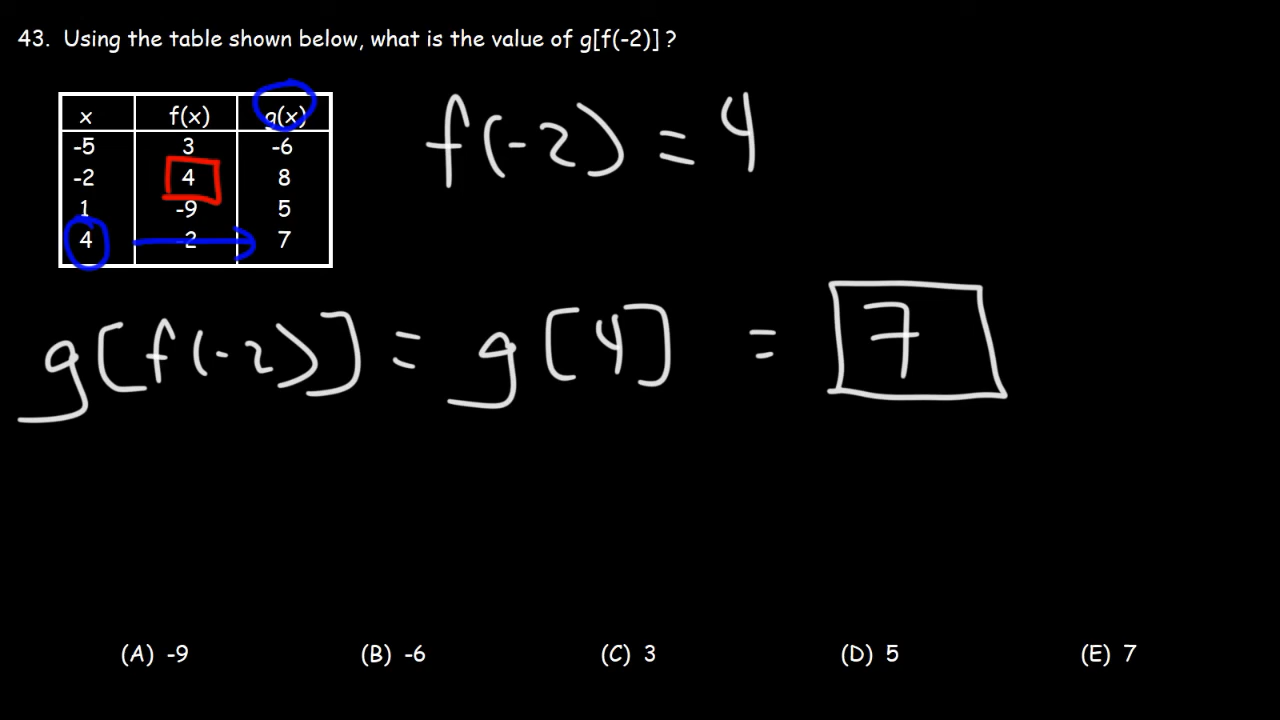 43. Using the table shown below, what is the value of g[f(-2)] ?
x f(x) g(x)
-5 3 -6
-2 4 8
1 -9 5
4 -2 7
f(-2) = 4
g[f(-2)] = g[4] = 7
(A) -9 (B) -6 (C) 3 (D) 5 (E) 7